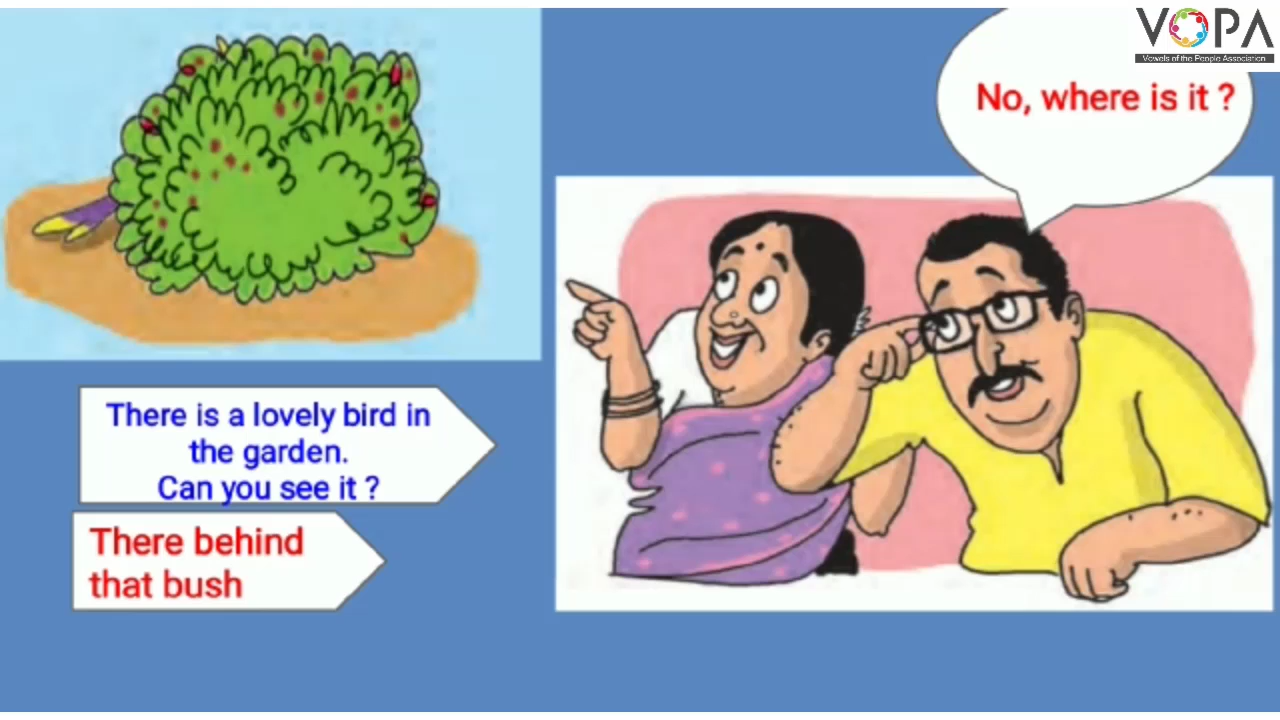 VOPA
Vowels of the People Association
No, where is it ?
There is a lovely bird in
the garden.
Can you see it ?
There behind
that bush